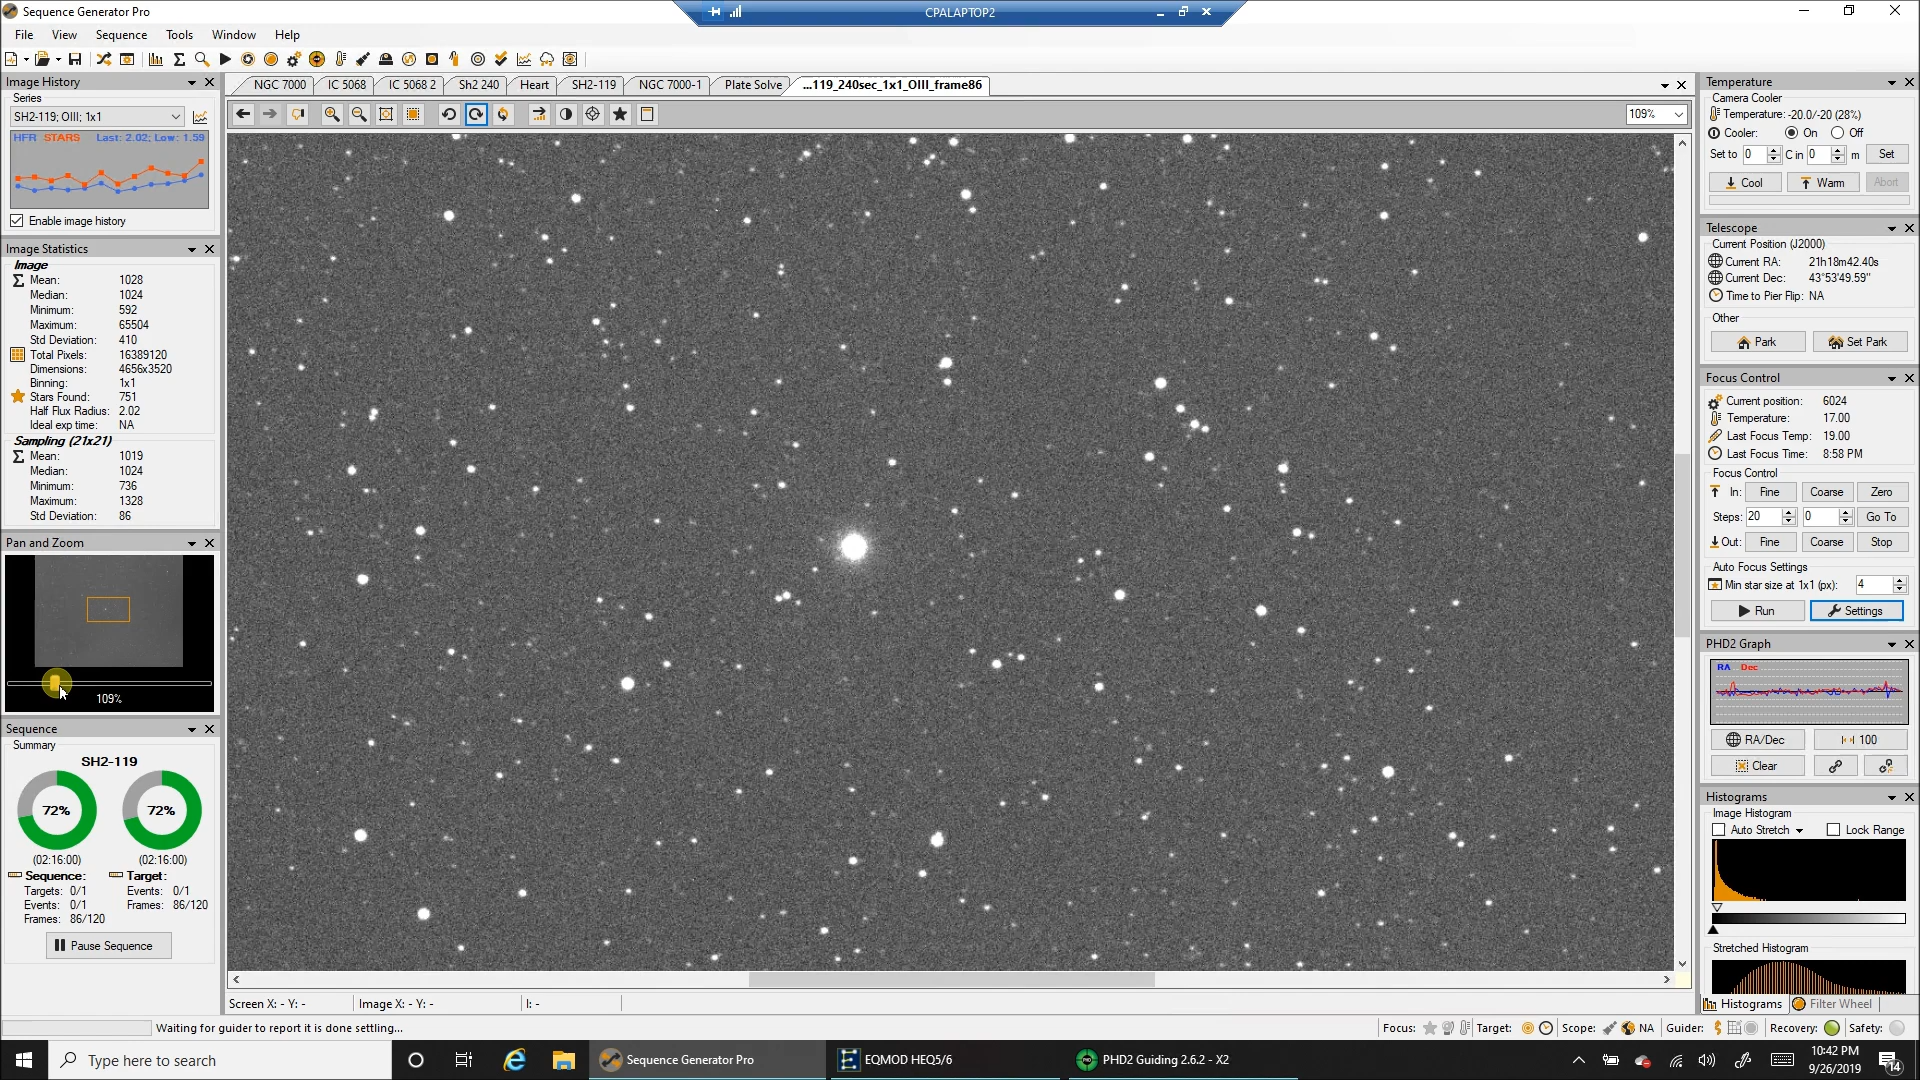 Sequence Generator Pro
CPALAPTOP2
File View Sequence Tools Window Help
Image History
Series
SH2-119; OIII; 1x1
HFR STARS Last: 2.02; Low: 1.59
Enable image history
Image Statistics
Image
Mean: 1028
Median: 1024
Minimum: 592
Maximum: 65504
Std Deviation: 410
Total Pixels: 16389120
Dimensions: 4656x3520
Binning: 1x1
Stars Found: 751
Half Flux Radius: 2.02
Ideal exp time: NA
Sampling (21x21)
Mean: 1019
Median: 1024
Minimum: 736
Maximum: 1328
Std Deviation: 86
Pan and Zoom
109%
Sequence
Summary
SH2-119
72% 72%
(02:16:00) (02:16:00)
Sequence: Target:
Targets: 0/1 Events: 0/1
Events: 0/1 Frames: 86/120
Frames: 86/120
Pause Sequence
NGC 7000 IC 5068 IC 5068 2 Sh2 240 Heart SH2-119 NGC 7000-1 Plate Solve ...119_240sec_1x1_OIII_frame86
109%
Screen X: - Y: - Image X: - Y: - I: -
Temperature
Camera Cooler
Temperature: -20.0/-20 (28%)
Cooler: On Off
Set to 0 C in 0 m Set
Cool Warm Abort
Telescope
Current Position (J2000)
Current RA: 21h18m42.40s
Current Dec: 43°53'49.59"
Time to Pier Flip: NA
Other
Park Set Park
Focus Control
Current position: 6024
Temperature: 17.00
Last Focus Temp: 19.00
Last Focus Time: 8:58 PM
Focus Control
In: Fine Coarse Zero
Steps: 20 0 Go To
Out: Fine Coarse Stop
Auto Focus Settings
Min star size at 1x1 (px): 4
Run Settings
PHD2 Graph
RA Dec
RA/Dec 100
Clear
Histograms
Image Histogram
Auto Stretch Lock Range
Stretched Histogram
Histograms Filter Wheel
Waiting for guider to report it is done settling...
Focus: Target: Scope: NA Guider: Recovery: Safety:
Type here to search
Sequence Generator Pro
EQMOD HEQ5/6
PHD2 Guiding 2.6.2 - X2
10:42 PM
9/26/2019
14